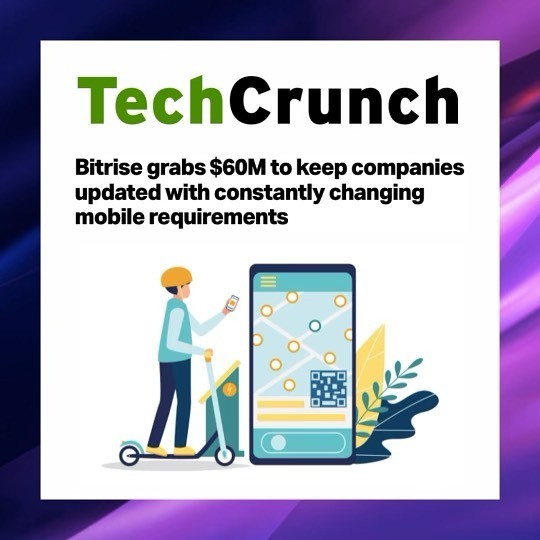 TechCrunch
Bitrise grabs $60M to keep companies
updated with constantly changing
mobile requirements